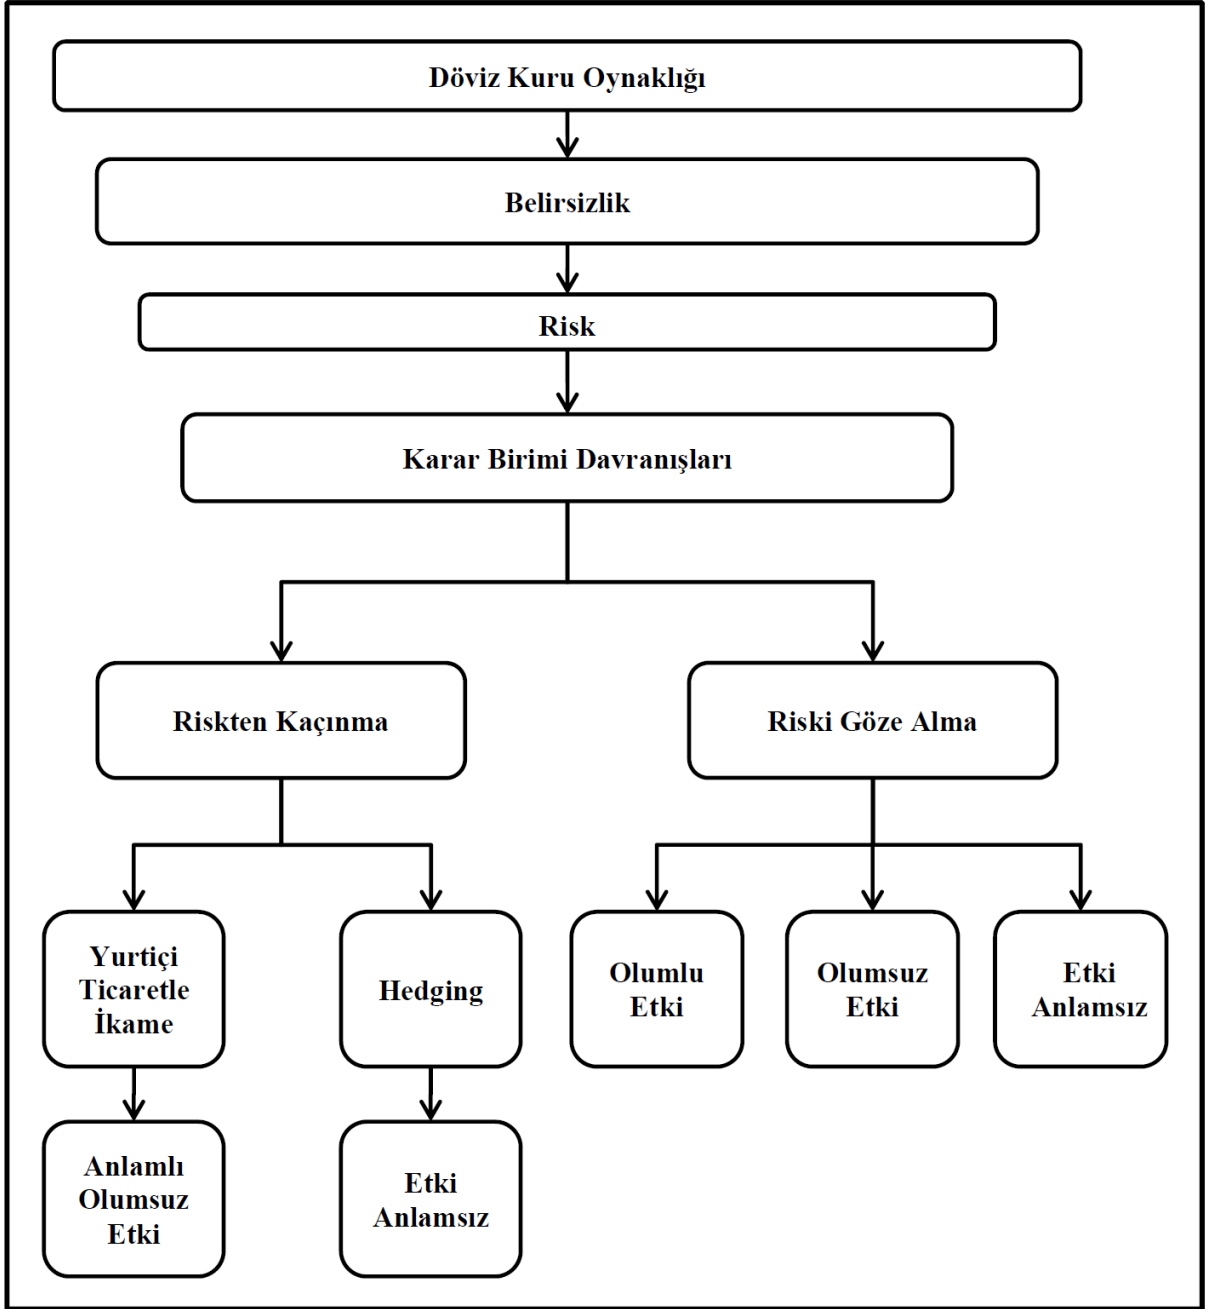 Döviz Kuru Oynaklığı
Belirsizlik
Risk
Karar Birimi Davranışları
Riskten Kaçınma
Riski Göze Alma
Yurtiçi
Ticaretle
İkame
Hedging
Olumlu
Etki
Olumsuz
Etki
Etki
Anlamsız
Anlamlı
Olumsuz
Etki
Etki
Anlamsız